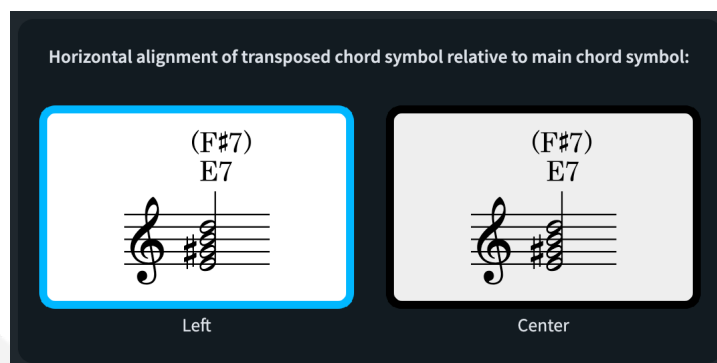 Horizontal alignment of transposed chord symbol relative to main chord symbol:
(F♯7)
E7
(F♯7)
E7
Left
Center